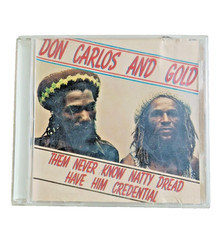 DON CARLOS AND GOLD
THEM NEVER KNOW NATTY DREAD
HAVE HIM CREDENTIAL